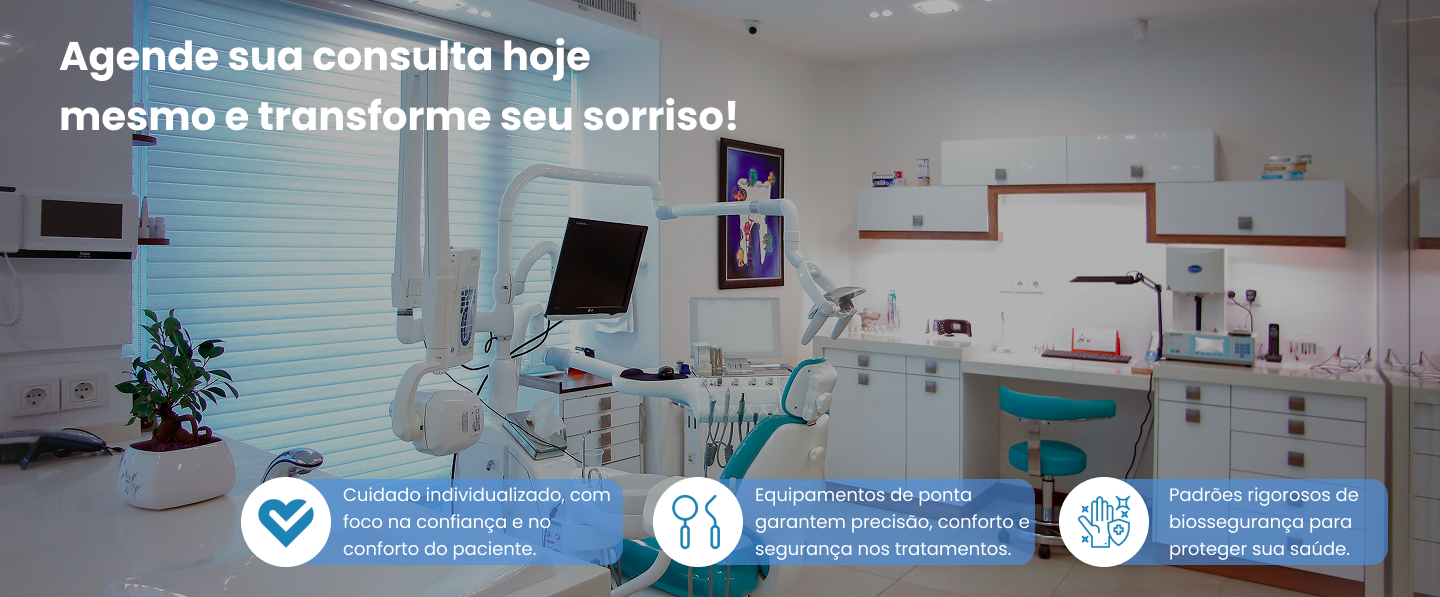 Agende sua consulta hoje
mesmo e transforme seu sorriso!
Cuidado individualizado, com
foco na confiança e no
conforto do paciente.
Equipamentos de ponta
garantem precisão, conforto e
segurança nos tratamentos.
Padrões rigorosos de
biossegurança para
proteger sua saúde.